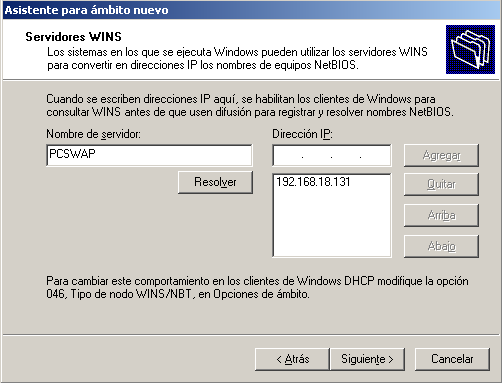 Asistente para ámbito nuevo
Servidores WINS
Los sistemas en los que se ejecuta Windows pueden utilizar los servidores WINS
para convertir en direcciones IP los nombres de equipos NetBIOS.
Cuando se escriben direcciones IP aquí, se habilitan los clientes de Windows para
consultar WINS antes de que usen difusión para registrar y resolver nombres NetBIOS.
Nombre de servidor:
Dirección IP:
PCSWAP
. . .
Agregar
Resolver
192.168.18.131
Quitar
Arriba
Abajo
Para cambiar este comportamiento en los clientes de Windows DHCP modifique la opción
046, Tipo de nodo WINS/NBT, en Opciones de ámbito.
< Atrás
Siguiente >
Cancelar